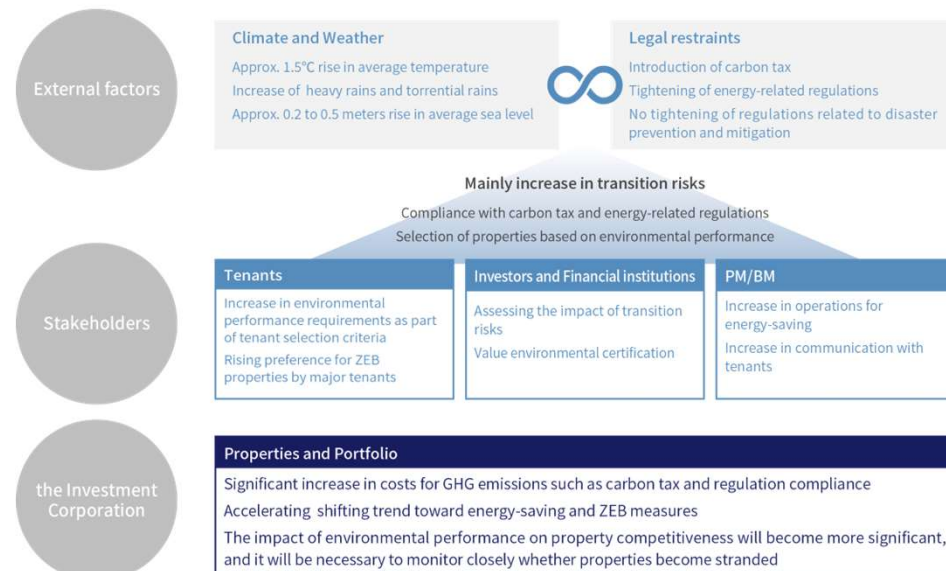 External factors
Climate and Weather
Approx. 1.5℃ rise in average temperature
Increase of heavy rains and torrential rains
Approx. 0.2 to 0.5 meters rise in average sea level
Legal restraints
Introduction of carbon tax
Tightening of energy-related regulations
No tightening of regulations related to disaster
prevention and mitigation
Mainly increase in transition risks
Compliance with carbon tax and energy-related regulations
Selection of properties based on environmental performance
Stakeholders
Tenants
Increase in environmental
performance requirements as part
of tenant selection criteria
Rising preference for ZEB
properties by major tenants
Investors and Financial institutions
Assessing the impact of transition
risks
Value environmental certification
PM/BM
Increase in operations for
energy-saving
Increase in communication with
tenants
the Investment
Corporation
Properties and Portfolio
Significant increase in costs for GHG emissions such as carbon tax and regulation compliance
Accelerating shifting trend toward energy-saving and ZEB measures
The impact of environmental performance on property competitiveness will become more significant,
and it will be necessary to monitor closely whether properties become stranded